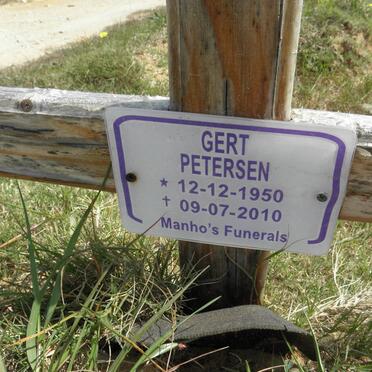 GERT
PETERSEN
* 12-12-1950
† 09-07-2010
Manho's Funerals